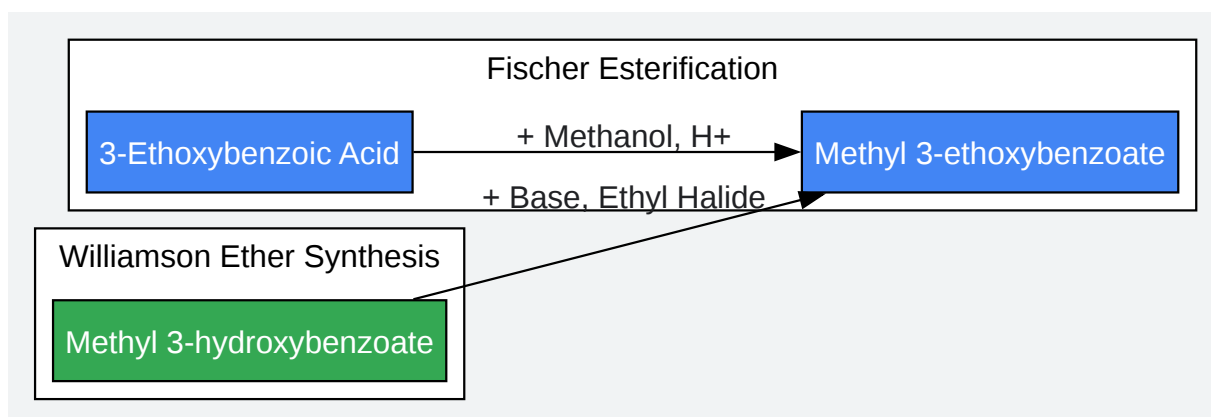 Fischer Esterification
3-Ethoxybenzoic Acid
+ Methanol, H+
Methyl 3-ethoxybenzoate
+ Base, Ethyl Halide
Williamson Ether Synthesis
Methyl 3-hydroxybenzoate